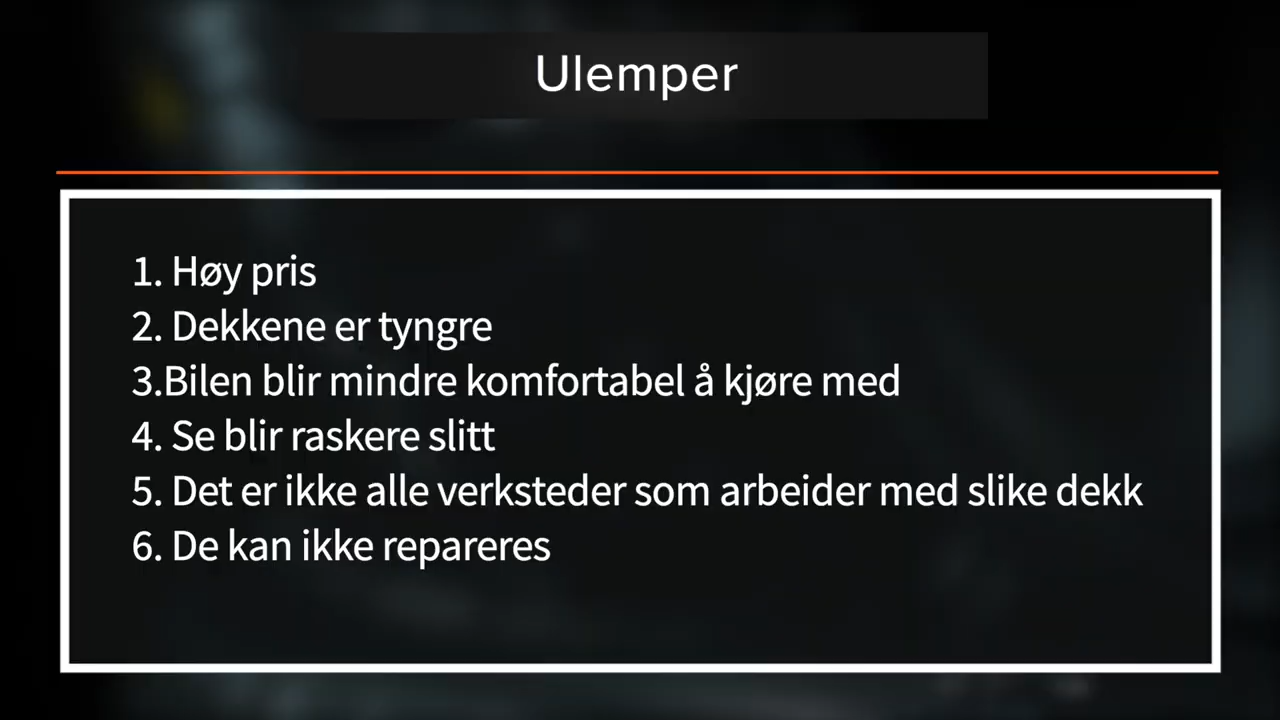 Ulemper
1. Høy pris
2. Dekkene er tyngre
3.Bilen blir mindre komfortabel å kjøre med
4. Se blir raskere slitt
5. Det er ikke alle verksteder som arbeider med slike dekk
6. De kan ikke repareres